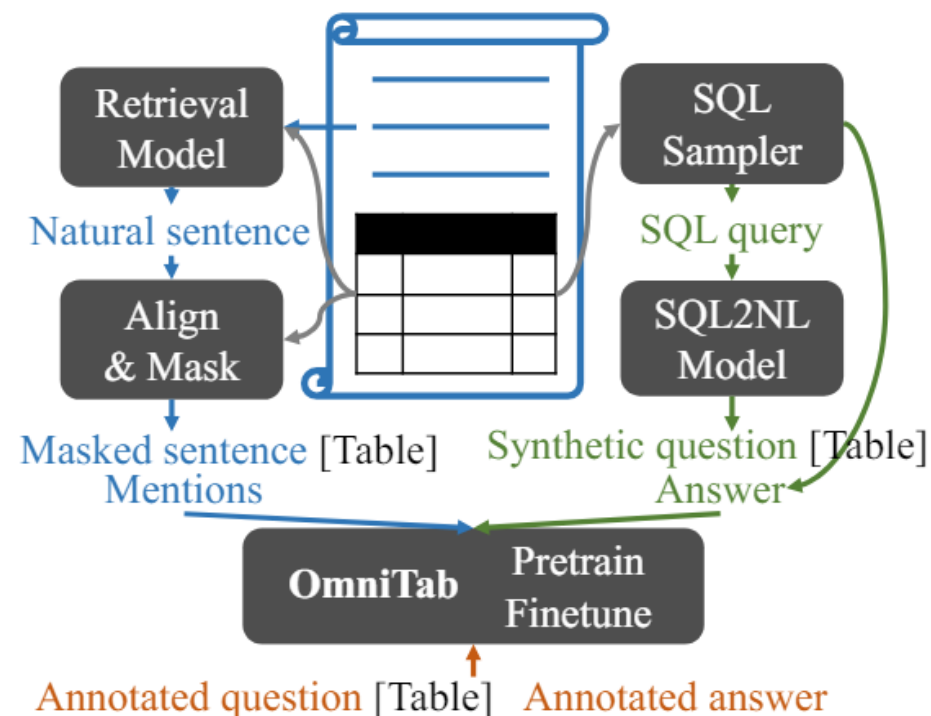 Retrieval
Model
Natural sentence
Align
& Mask
Masked sentence [Table]
Mentions
SQL
Sampler
SQL query
SQL2NL
Model
Synthetic question [Table]
Answer
OmniTab
Pretrain
Finetune
Annotated question [Table] Annotated answer